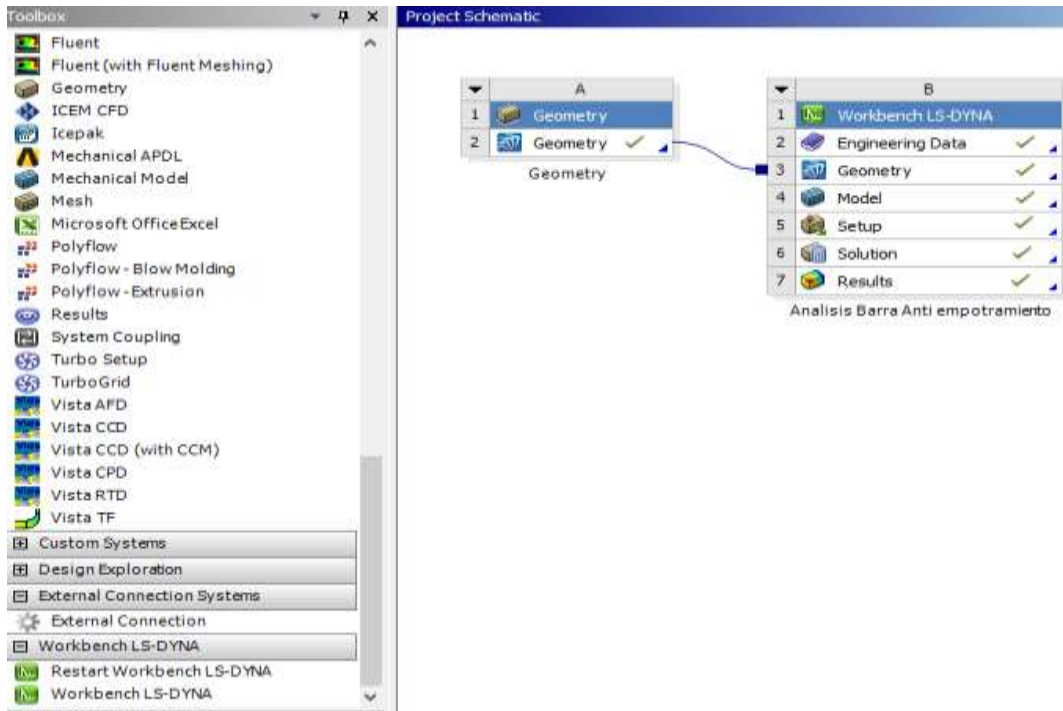 Toolbox
Fluent
Fluent (with Fluent Meshing)
Geometry
ICEM CFD
Icepak
Mechanical APDL
Mechanical Model
Mesh
Microsoft Office Excel
Polyflow
Polyflow - Blow Molding
Polyflow - Extrusion
Results
System Coupling
Turbo Setup
TurboGrid
Vista AFD
Vista CCD
Vista CCD (with CCM)
Vista CPD
Vista RTD
Vista TF
Custom Systems
Design Exploration
External Connection Systems
External Connection
Workbench LS-DYNA
Restart Workbench LS-DYNA
Workbench LS-DYNA
Project Schematic
A
1 Geometry
2 Geometry
Geometry
B
1 Workbench LS-DYNA
2 Engineering Data
3 Geometry
4 Model
5 Setup
6 Solution
7 Results
Analisis Barra Anti empotramiento